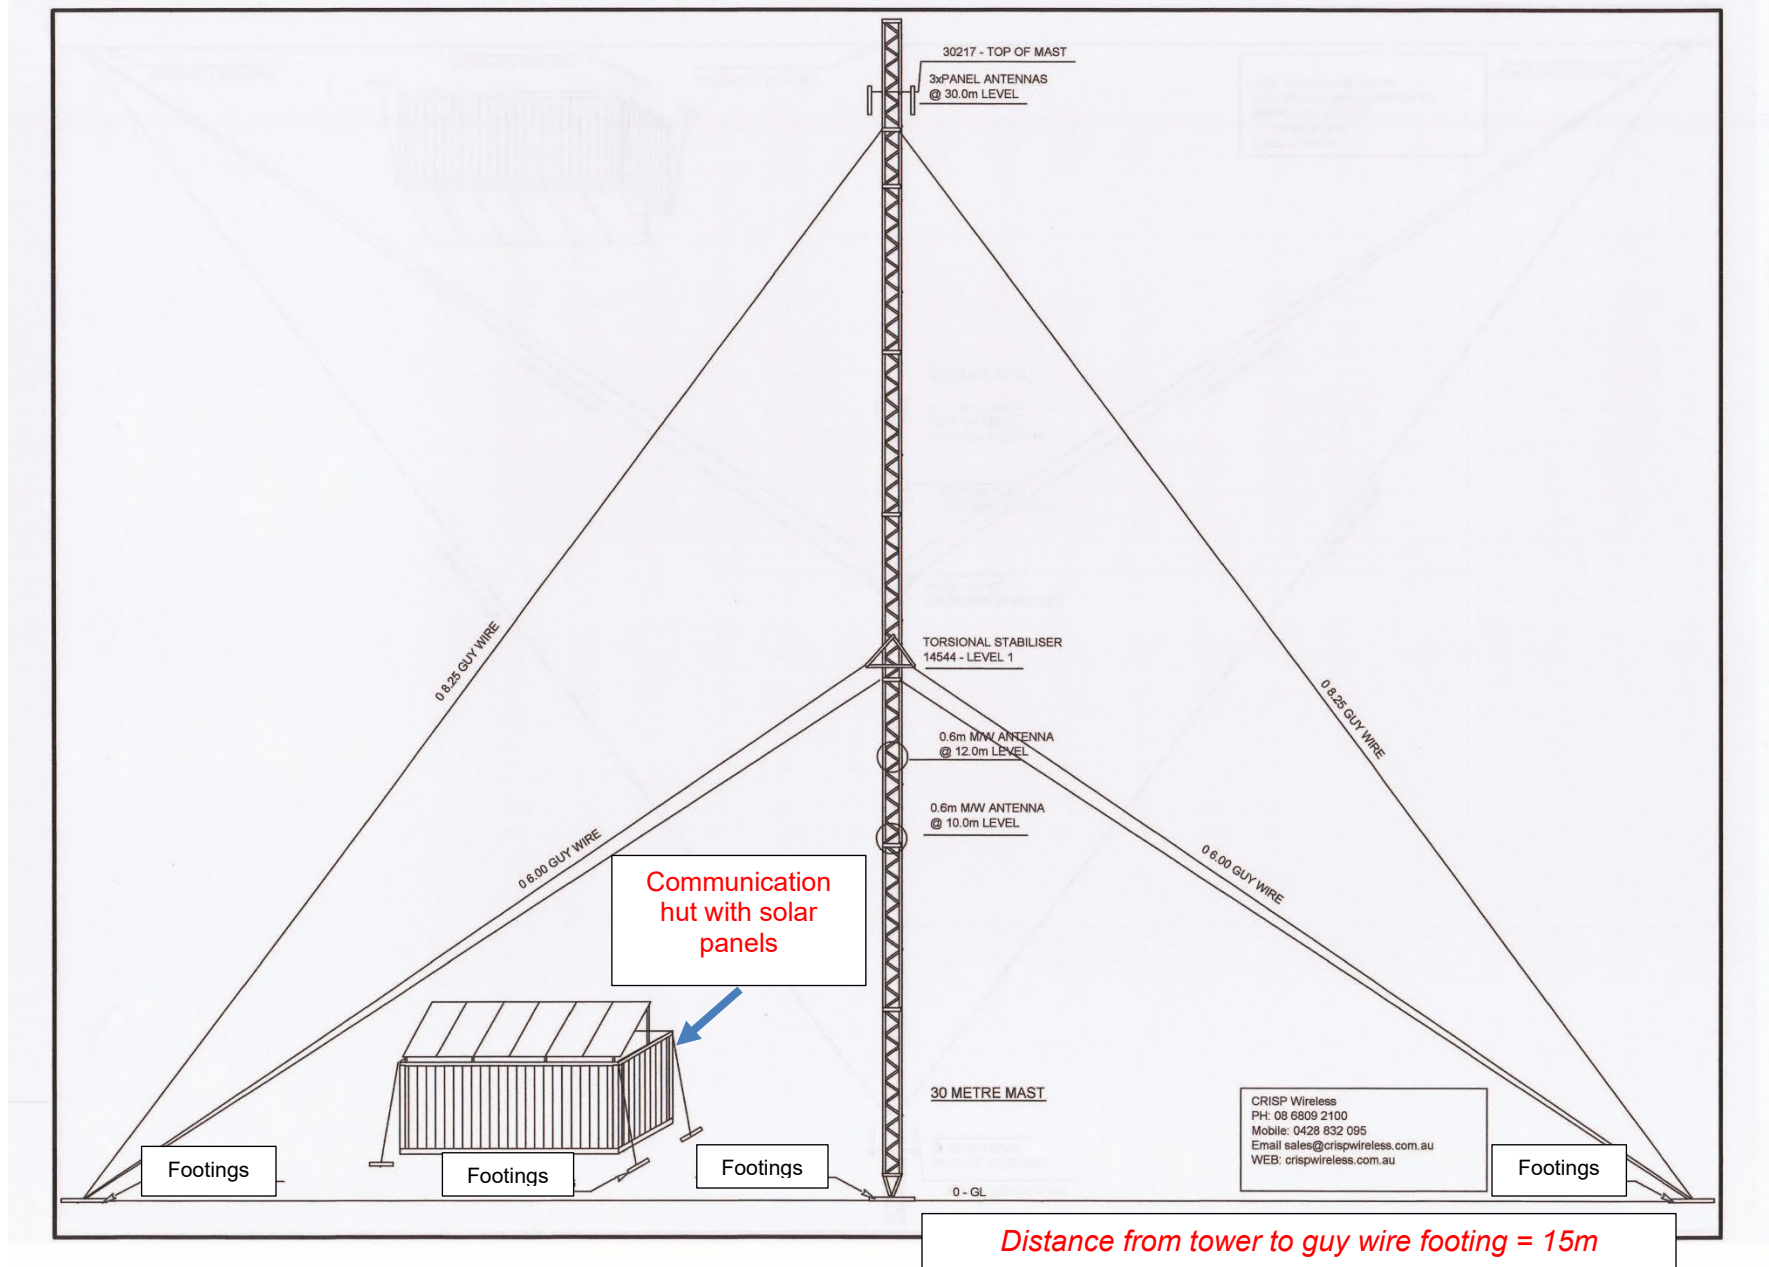 30217 - TOP OF MAST
3xPANEL ANTENNAS
@ 30.0m LEVEL
0 8.25 GUY WIRE
0 8.25 GUY WIRE
TORSIONAL STABILISER
14544 - LEVEL 1
0.6m M/W ANTENNA
@ 12.0m LEVEL
0.6m M/W ANTENNA
@ 10.0m LEVEL
0 6.00 GUY WIRE
0 6.00 GUY WIRE
Communication
hut with solar
panels
30 METRE MAST
CRISP Wireless
PH: 08 6809 2100
Mobile: 0428 832 095
Email sales@crispwireless.com.au
WEB: crispwireless.com.au
Footings
Footings
Footings
Footings
0 - GL
Distance from tower to guy wire footing = 15m